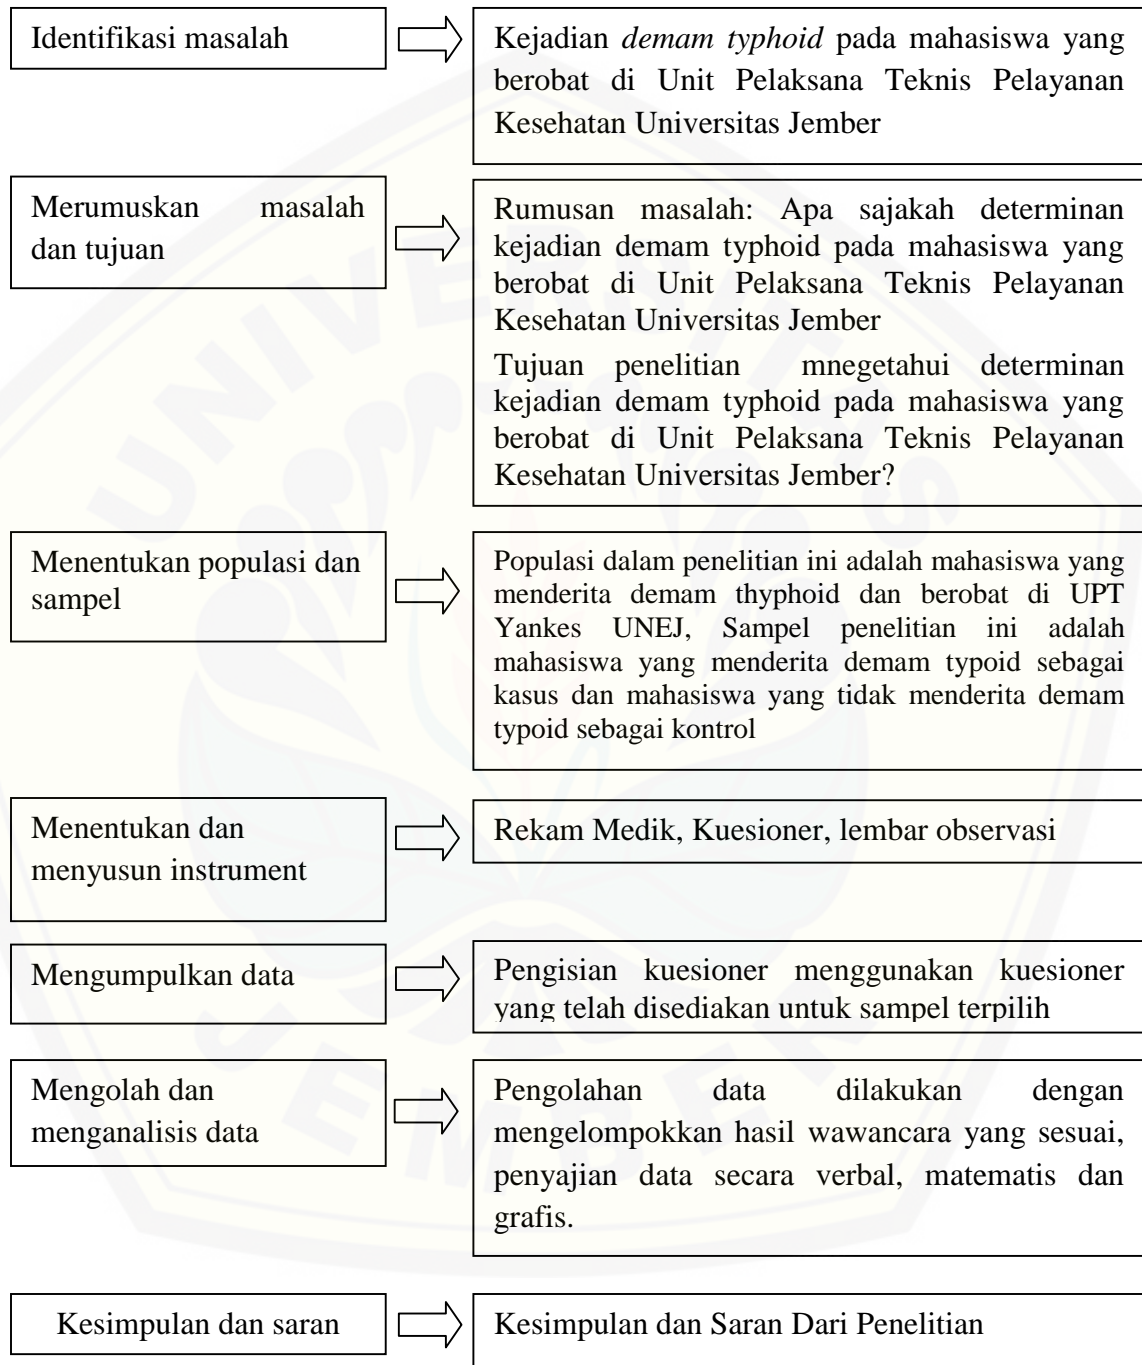 Identifikasi masalah
Kejadian demam typhoid pada mahasiswa yang
berobat di Unit Pelaksana Teknis Pelayanan
Kesehatan Universitas Jember
Merumuskan masalah
dan tujuan
Rumusan masalah: Apa sajakah determinan
kejadian demam typhoid pada mahasiswa yang
berobat di Unit Pelaksana Teknis Pelayanan
Kesehatan Universitas Jember
Tujuan penelitian mnegetahui determinan
kejadian demam typhoid pada mahasiswa yang
berobat di Unit Pelaksana Teknis Pelayanan
Kesehatan Universitas Jember?
Menentukan populasi dan
sampel
Populasi dalam penelitian ini adalah mahasiswa yang
menderita demam thyphoid dan berobat di UPT
Yankes UNEJ, Sampel penelitian ini adalah
mahasiswa yang menderita demam typoid sebagai
kasus dan mahasiswa yang tidak menderita demam
typoid sebagai kontrol
Menentukan dan
menyusun instrument
Rekam Medik, Kuesioner, lembar observasi
Mengumpulkan data
Pengisian kuesioner menggunakan kuesioner
yang telah disediakan untuk sampel terpilih
Mengolah dan
menganalisis data
Pengolahan data dilakukan dengan
mengelompokkan hasil wawancara yang sesuai,
penyajian data secara verbal, matematis dan
grafis.
Kesimpulan dan saran
Kesimpulan dan Saran Dari Penelitian
UNIVERSITAS
JEMBER